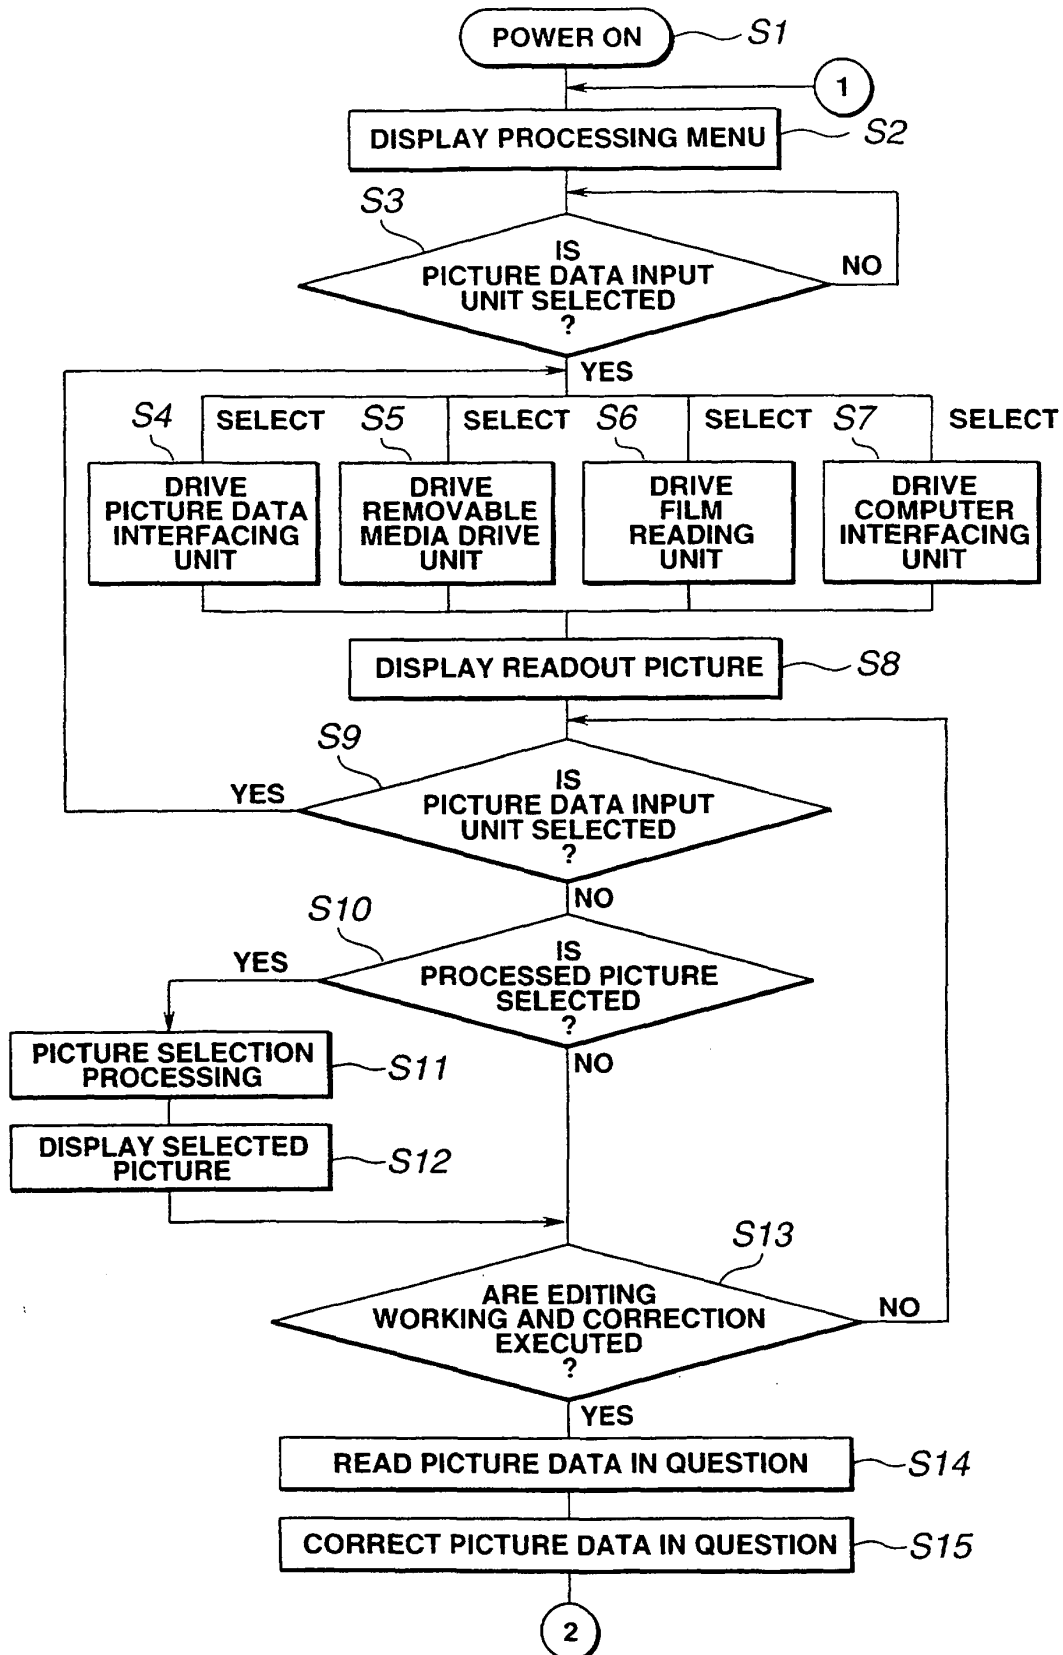 POWER ON
S1
1
DISPLAY PROCESSING MENU
S2
S3
IS
PICTURE DATA INPUT
UNIT SELECTED
?
NO
YES
S4
SELECT
S5
SELECT
S6
SELECT
S7
SELECT
DRIVE
PICTURE DATA
INTERFACING
UNIT
DRIVE
REMOVABLE
MEDIA DRIVE
UNIT
DRIVE
FILM
READING
UNIT
DRIVE
COMPUTER
INTERFACING
UNIT
DISPLAY READOUT PICTURE
S8
S9
YES
IS
PICTURE DATA INPUT
UNIT SELECTED
?
NO
S10
YES
IS
PROCESSED PICTURE
SELECTED
?
NO
PICTURE SELECTION
PROCESSING
S11
DISPLAY SELECTED
PICTURE
S12
S13
ARE EDITING
WORKING AND CORRECTION
EXECUTED
?
NO
YES
READ PICTURE DATA IN QUESTION
S14
CORRECT PICTURE DATA IN QUESTION
S15
2